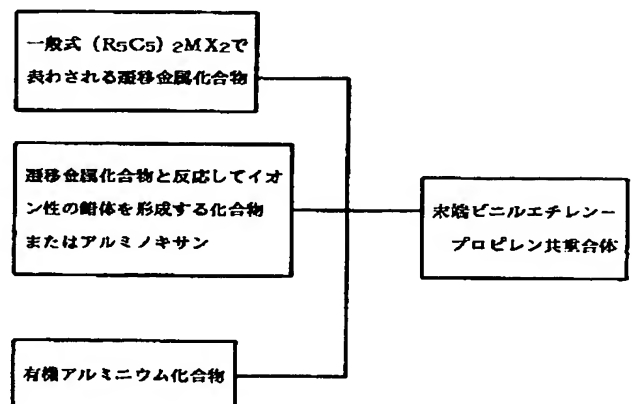 一般式(R5C5)2MX2で
表わされる遷移金属化合物
遷移金属化合物と反応してイオ
ン性の錯体を形成する化合物
またはアルミノキサン
末端ビニルエチレンー
プロピレン共重合体
有機アルミニウム化合物